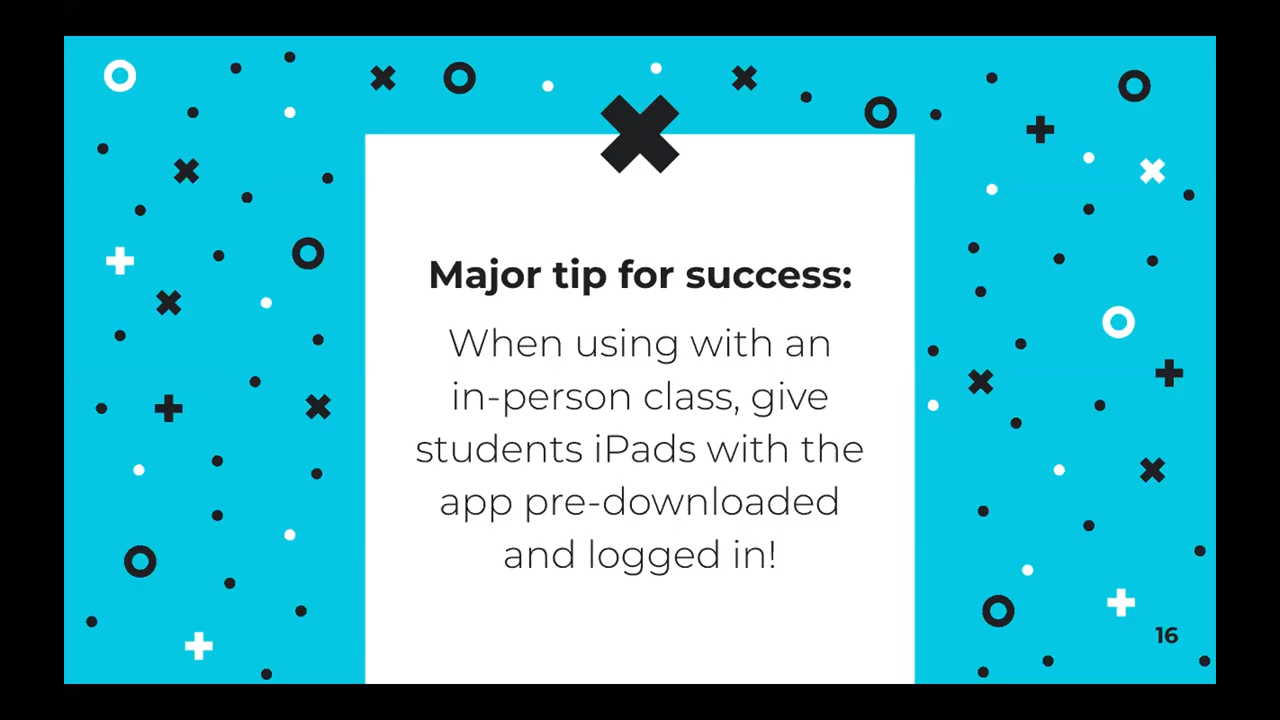 Major tip for success:
When using with an
in-person class, give
students iPads with the
app pre-downloaded
and logged in!
16